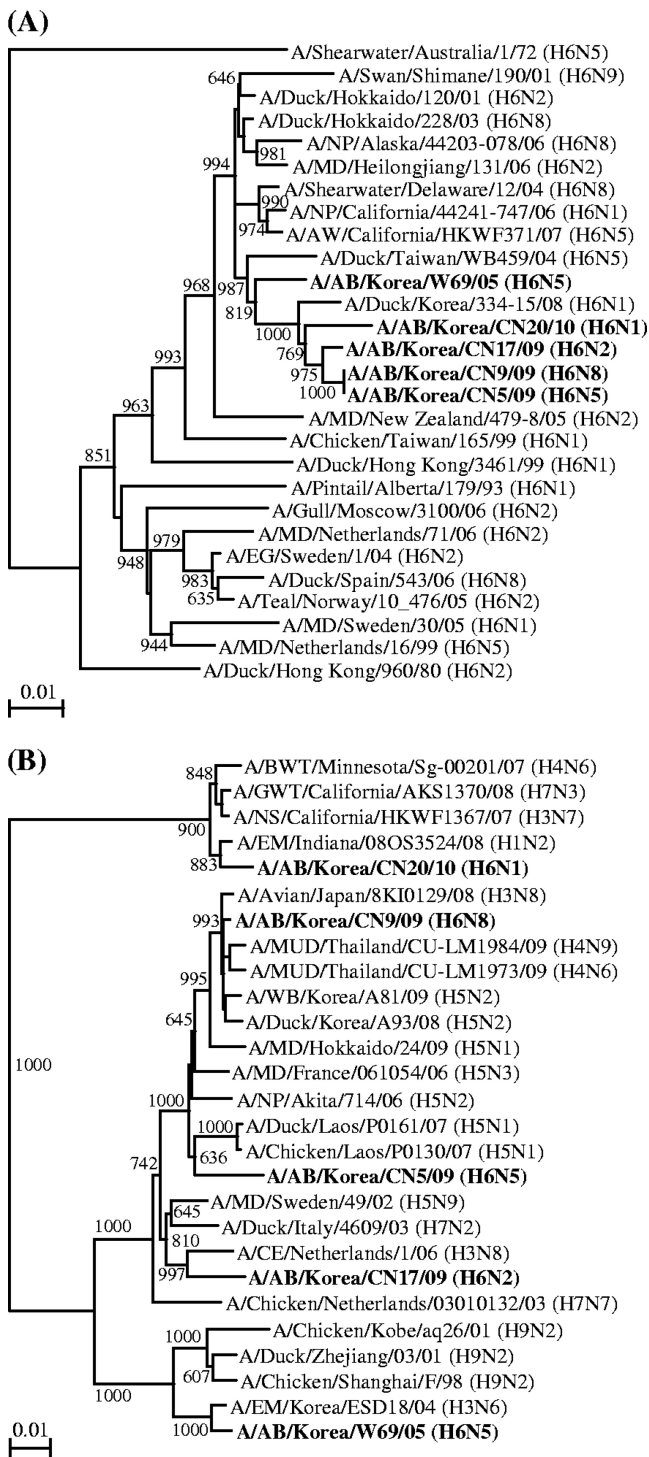 (A)
A/Shearwater/Australia/1/72 (H6N5)
646
A/Swan/Shimane/190/01 (H6N9)
A/Duck/Hokkaido/120/01 (H6N2)
A/Duck/Hokkaido/228/03 (H6N8)
A/NP/Alaska/44203-078/06 (H6N8)
981
A/MD/Heilongjiang/131/06 (H6N2)
994
A/Shearwater/Delaware/12/04 (H6N8)
990
A/NP/California/44241-747/06 (H6N1)
974
A/AW/California/HKWF371/07 (H6N5)
A/Duck/Taiwan/WB459/04 (H6N5)
968
987
A/AB/Korea/W69/05 (H6N5)
819
A/Duck/Korea/334-15/08 (H6N1)
1000
A/AB/Korea/CN20/10 (H6N1)
769
A/AB/Korea/CN17/09 (H6N2)
993
975
A/AB/Korea/CN9/09 (H6N8)
1000
A/AB/Korea/CN5/09 (H6N5)
963
A/MD/New Zealand/479-8/05 (H6N2)
A/Chicken/Taiwan/165/99 (H6N1)
851
A/Duck/Hong Kong/3461/99 (H6N1)
A/Pintail/Alberta/179/93 (H6N1)
A/Gull/Moscow/3100/06 (H6N2)
979
A/MD/Netherlands/71/06 (H6N2)
948
A/EG/Sweden/1/04 (H6N2)
983
A/Duck/Spain/543/06 (H6N8)
635
A/Teal/Norway/10_476/05 (H6N2)
A/MD/Sweden/30/05 (H6N1)
944
A/MD/Netherlands/16/99 (H6N5)
A/Duck/Hong Kong/960/80 (H6N2)
0.01
(B)
A/BWT/Minnesota/Sg-00201/07 (H4N6)
848
A/GWT/California/AKS1370/08 (H7N3)
A/NS/California/HKWF1367/07 (H3N7)
900
A/EM/Indiana/08OS3524/08 (H1N2)
883
A/AB/Korea/CN20/10 (H6N1)
A/Avian/Japan/8KI0129/08 (H3N8)
993
A/AB/Korea/CN9/09 (H6N8)
A/MUD/Thailand/CU-LM1984/09 (H4N9)
A/MUD/Thailand/CU-LM1973/09 (H4N6)
995
A/WB/Korea/A81/09 (H5N2)
645
A/Duck/Korea/A93/08 (H5N2)
A/MD/Hokkaido/24/09 (H5N1)
1000
A/MD/France/061054/06 (H5N3)
1000
A/NP/Akita/714/06 (H5N2)
1000
A/Duck/Laos/P0161/07 (H5N1)
A/Chicken/Laos/P0130/07 (H5N1)
742
636
A/AB/Korea/CN5/09 (H6N5)
A/MD/Sweden/49/02 (H5N9)
645
A/Duck/Italy/4609/03 (H7N2)
1000
810
A/CE/Netherlands/1/06 (H3N8)
997
A/AB/Korea/CN17/09 (H6N2)
A/Chicken/Netherlands/03010132/03 (H7N7)
1000
A/Chicken/Kobe/aq26/01 (H9N2)
A/Duck/Zhejiang/03/01 (H9N2)
607
A/Chicken/Shanghai/F/98 (H9N2)
1000
A/EM/Korea/ESD18/04 (H3N6)
0.01
1000
A/AB/Korea/W69/05 (H6N5)